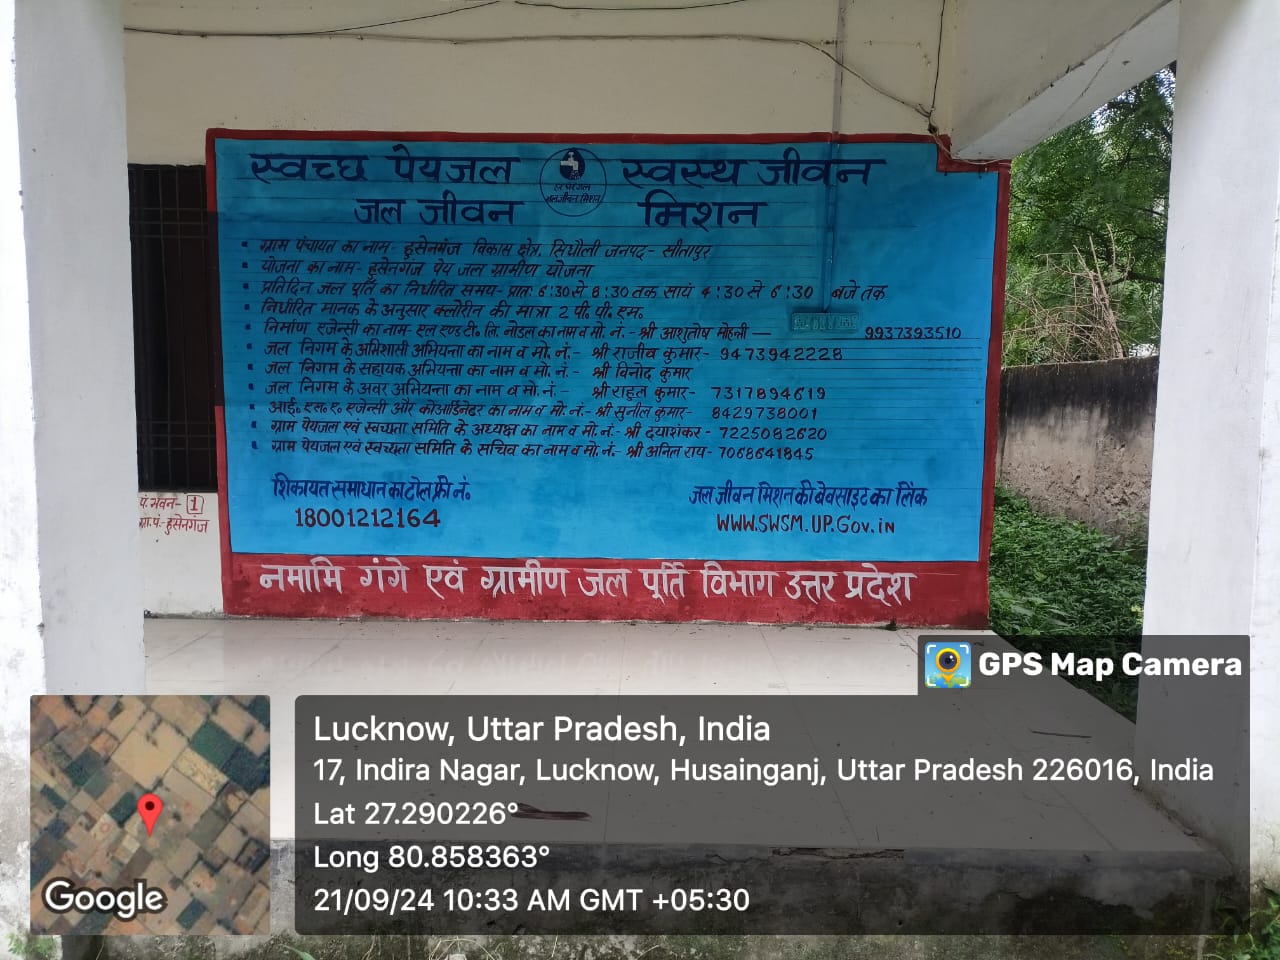 स्वच्छ पेयजल स्वस्थ जीवन
हर घर जल
जल जीवन मिशन
जल जीवन मिशन
ग्राम पंचायत का नाम- हुसेनगंज विकास क्षेत्र, सिधौली जनपद- सीतापुर
योजना का नाम- हुसेनगंज पेय जल ग्रामीण योजना
प्रतिदिन जल पूर्ति का निर्धारित समय- प्रातः 6:30 से 8:30 तक सायं 4:30 से 6:30 बजे तक
निर्धारित मानक के अनुसार क्लोरिन की मात्रा 2 पी. पी. एम.
निर्माण एजेन्सी का नाम- एल एण्ड टी. लि. नोडल का नाम व मो. नं.- श्री आशुतोष मोहन्ती — 9937393510
जल निगम के अधिशासी अभियन्ता का नाम व मो. नं.- श्री राजीव कुमार- 9473942228
जल निगम के सहायक अभियन्ता का नाम व मो. नं.- श्री विनोद कुमार
जल निगम के अवर अभियन्ता का नाम व मो. नं.- श्री राहुल कुमार- 7317894619
आई. एस. ए. एजेन्सी और कोआर्डिनेटर का नाम व मो. नं.- श्री सुनील कुमार- 8429738001
ग्राम पेयजल एवं स्वच्छता समिति के अध्यक्ष का नाम व मो. नं.- श्री दयाशंकर- 7225082620
ग्राम पेयजल एवं स्वच्छता समिति के सचिव का नाम व मो. नं.- श्री अनिल राय- 7068641845
शिकायत समाधान का टोल फ्री नं. जल जीवन मिशन की वेबसाइट का लिंक
18001212164 WWW.SWSM.UP.Gov.in
पं. भवन- 1
ग्रा. पं.- हुसेनगंज
नमामि गंगे एवं ग्रामीण जल पूर्ति विभाग उत्तर प्रदेश
GPS Map Camera
Lucknow, Uttar Pradesh, India
17, Indira Nagar, Lucknow, Husainganj, Uttar Pradesh 226016, India
Lat 27.290226°
Long 80.858363°
21/09/24 10:33 AM GMT +05:30
Google